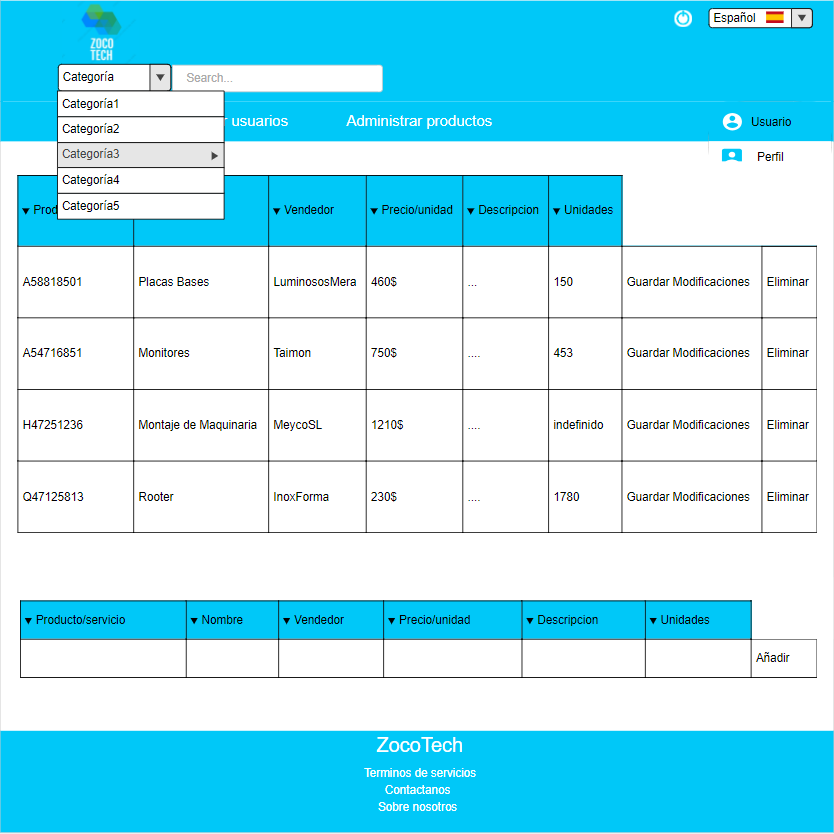 ZOCO
TECH
Español
Categoría
Search...
Categoría1
Categoría2
Categoría3
Categoría4
Categoría5
usuarios
Administrar productos
Usuario
Perfil
Vendedor
Precio/unidad
Descripcion
Unidades
A58818501 Placas Bases LuminososMera 460$ ... 150 Guardar Modificaciones Eliminar
A54716851 Monitores Taimon 750$ .... 453 Guardar Modificaciones Eliminar
H47251236 Montaje de Maquinaria MeycoSL 1210$ .... indefinido Guardar Modificaciones Eliminar
Q47125813 Rooter InoxForma 230$ .... 1780 Guardar Modificaciones Eliminar
Producto/servicio Nombre Vendedor Precio/unidad Descripcion Unidades
Añadir
ZocoTech
Terminos de servicios
Contactanos
Sobre nosotros